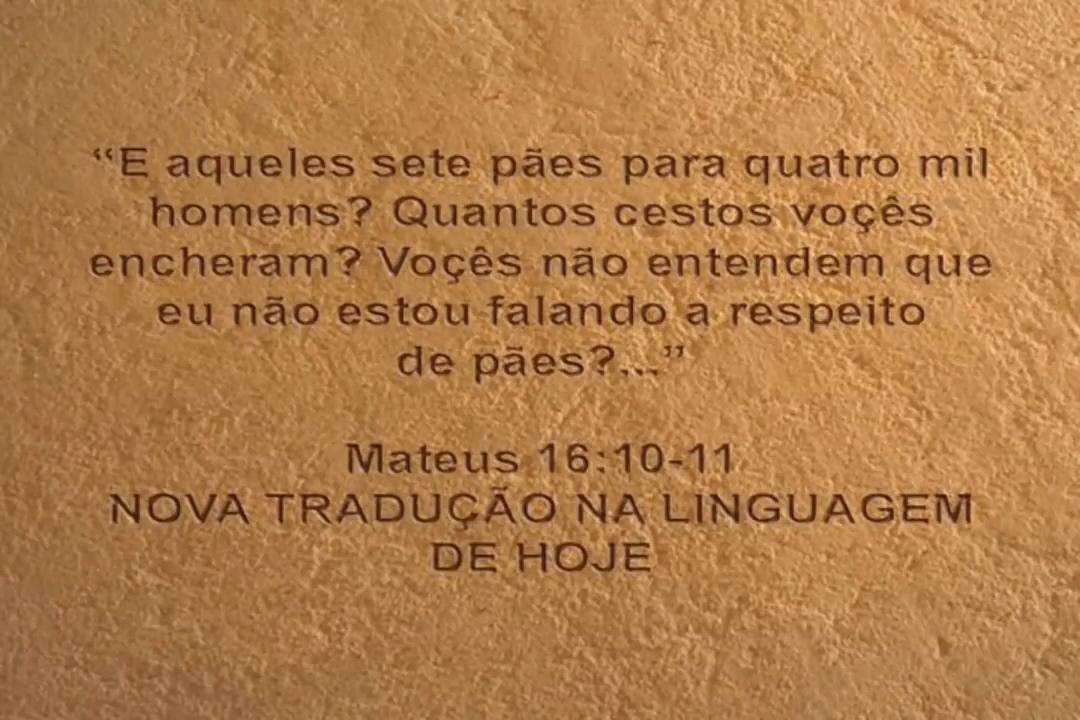 “E aqueles sete pães para quatro mil
homens? Quantos cestos voçês
encheram? Voçês não entendem que
eu não estou falando a respeito
de pães?...”
Mateus 16:10-11
NOVA TRADUÇÃO NA LINGUAGEM
DE HOJE